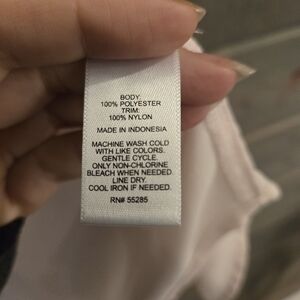 BODY:
100% POLYESTER
TRIM:
100% NYLON
MADE IN INDONESIA
MACHINE WASH COLD
WITH LIKE COLORS.
GENTLE CYCLE.
ONLY NON-CHLORINE
BLEACH WHEN NEEDED.
LINE DRY.
COOL IRON IF NEEDED.
RN# 55285